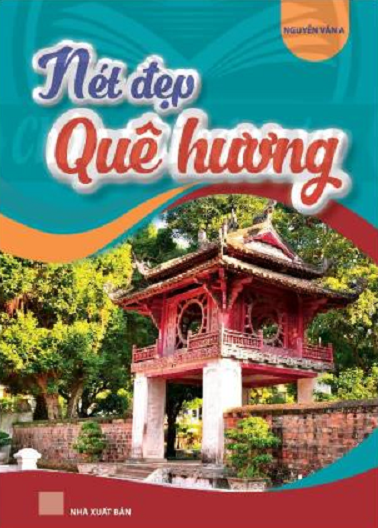 NGUYỄN VĂN A
Nét đẹp
Quê hương
NHÀ XUẤT BẢN